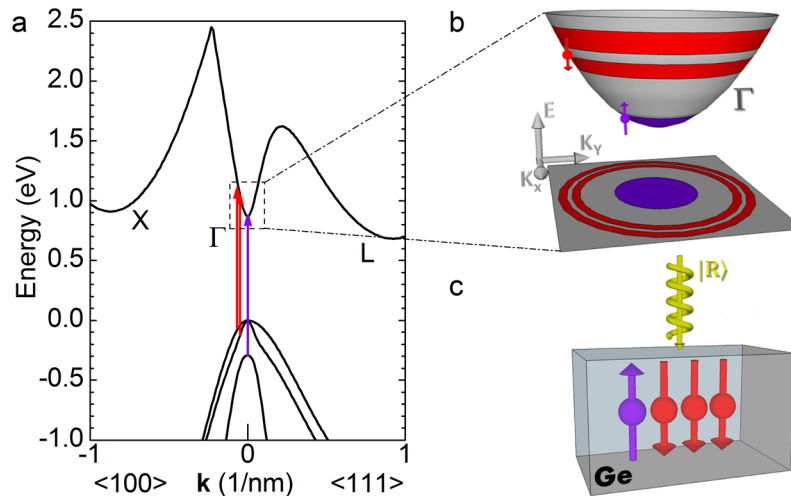 a
2.5
2.0
1.5
1.0
0.5
0.0
-0.5
-1.0
Energy (eV)
X
Γ
L
-1
0
1
<100>
k (1/nm)
<111>
b
E
K_Y
K_X
Γ
c
|R⟩
Ge